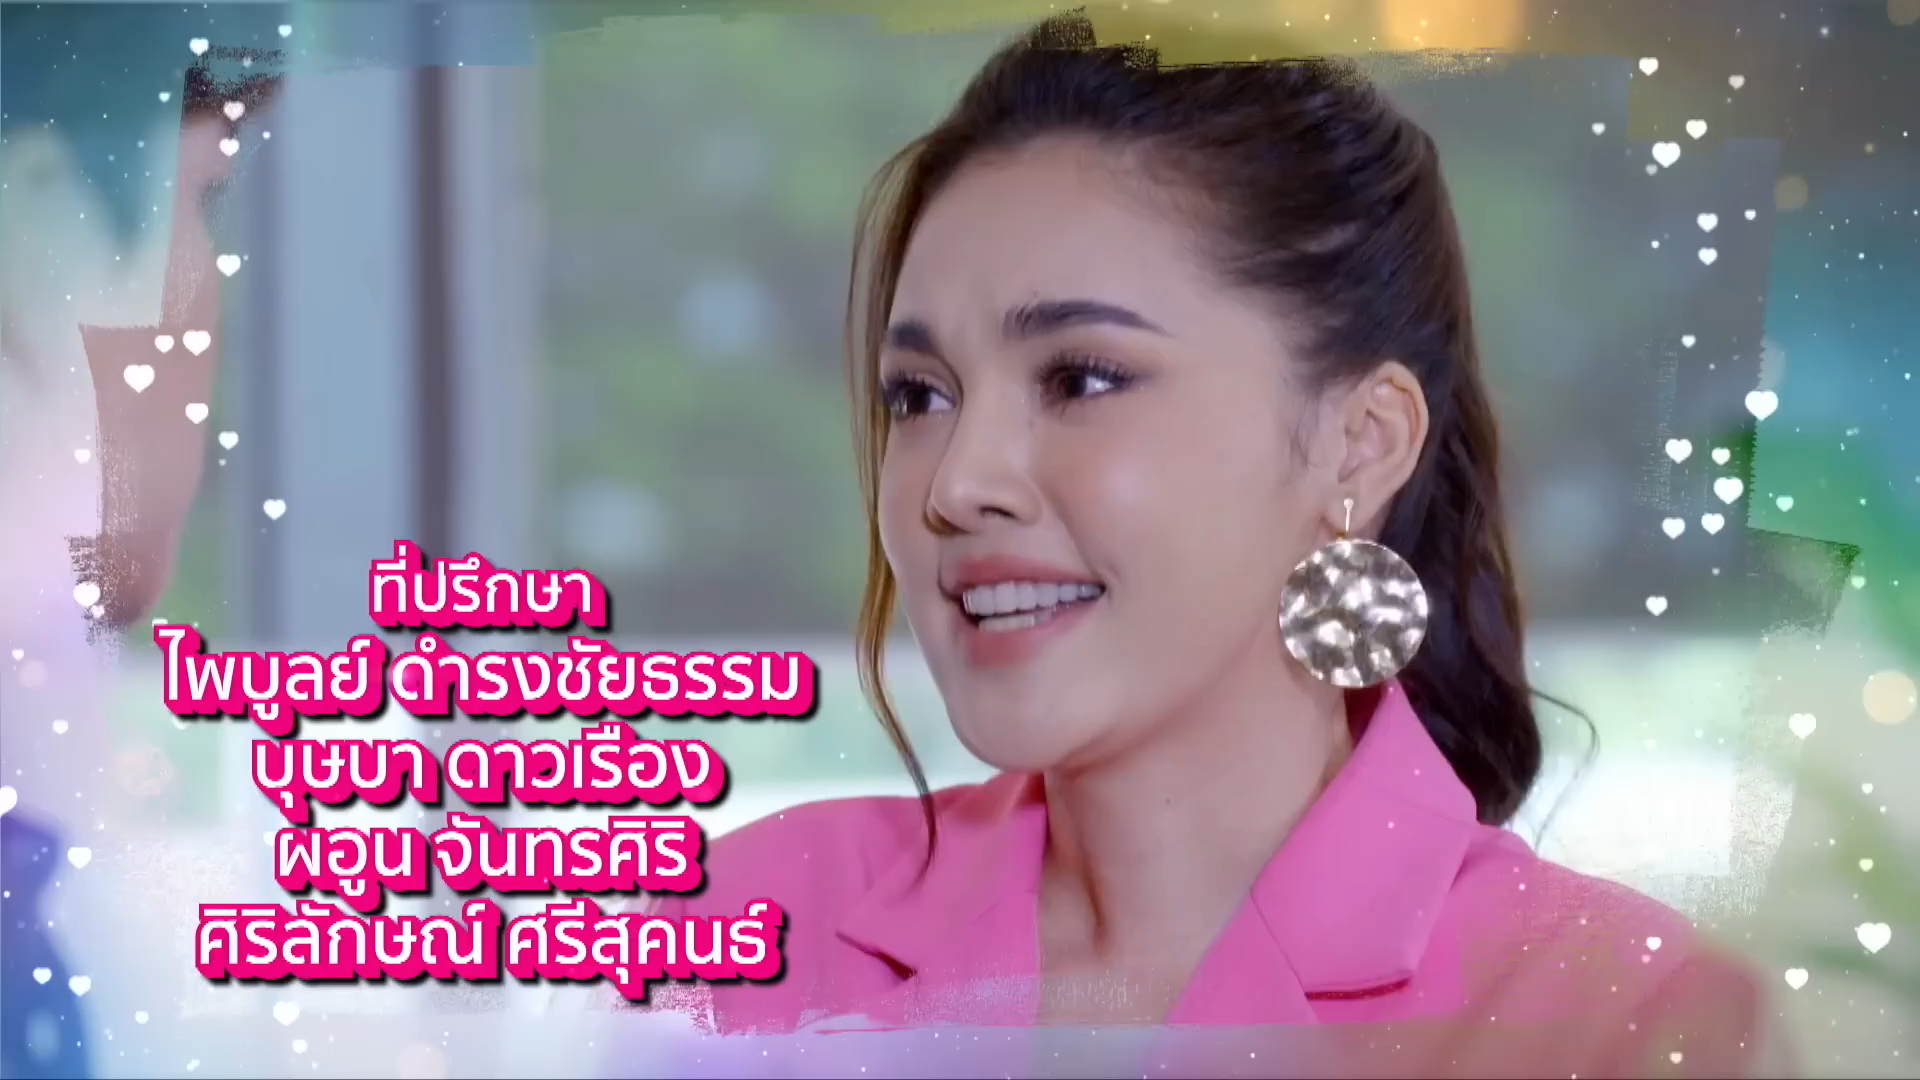 ที่ปรึกษา
ไพบูลย์ ดำรงชัยธรรม
บุษบา ดาวเรือง
ผอูน จันทรศิริ
ศิริลักษณ์ ศรีสุคนธ์